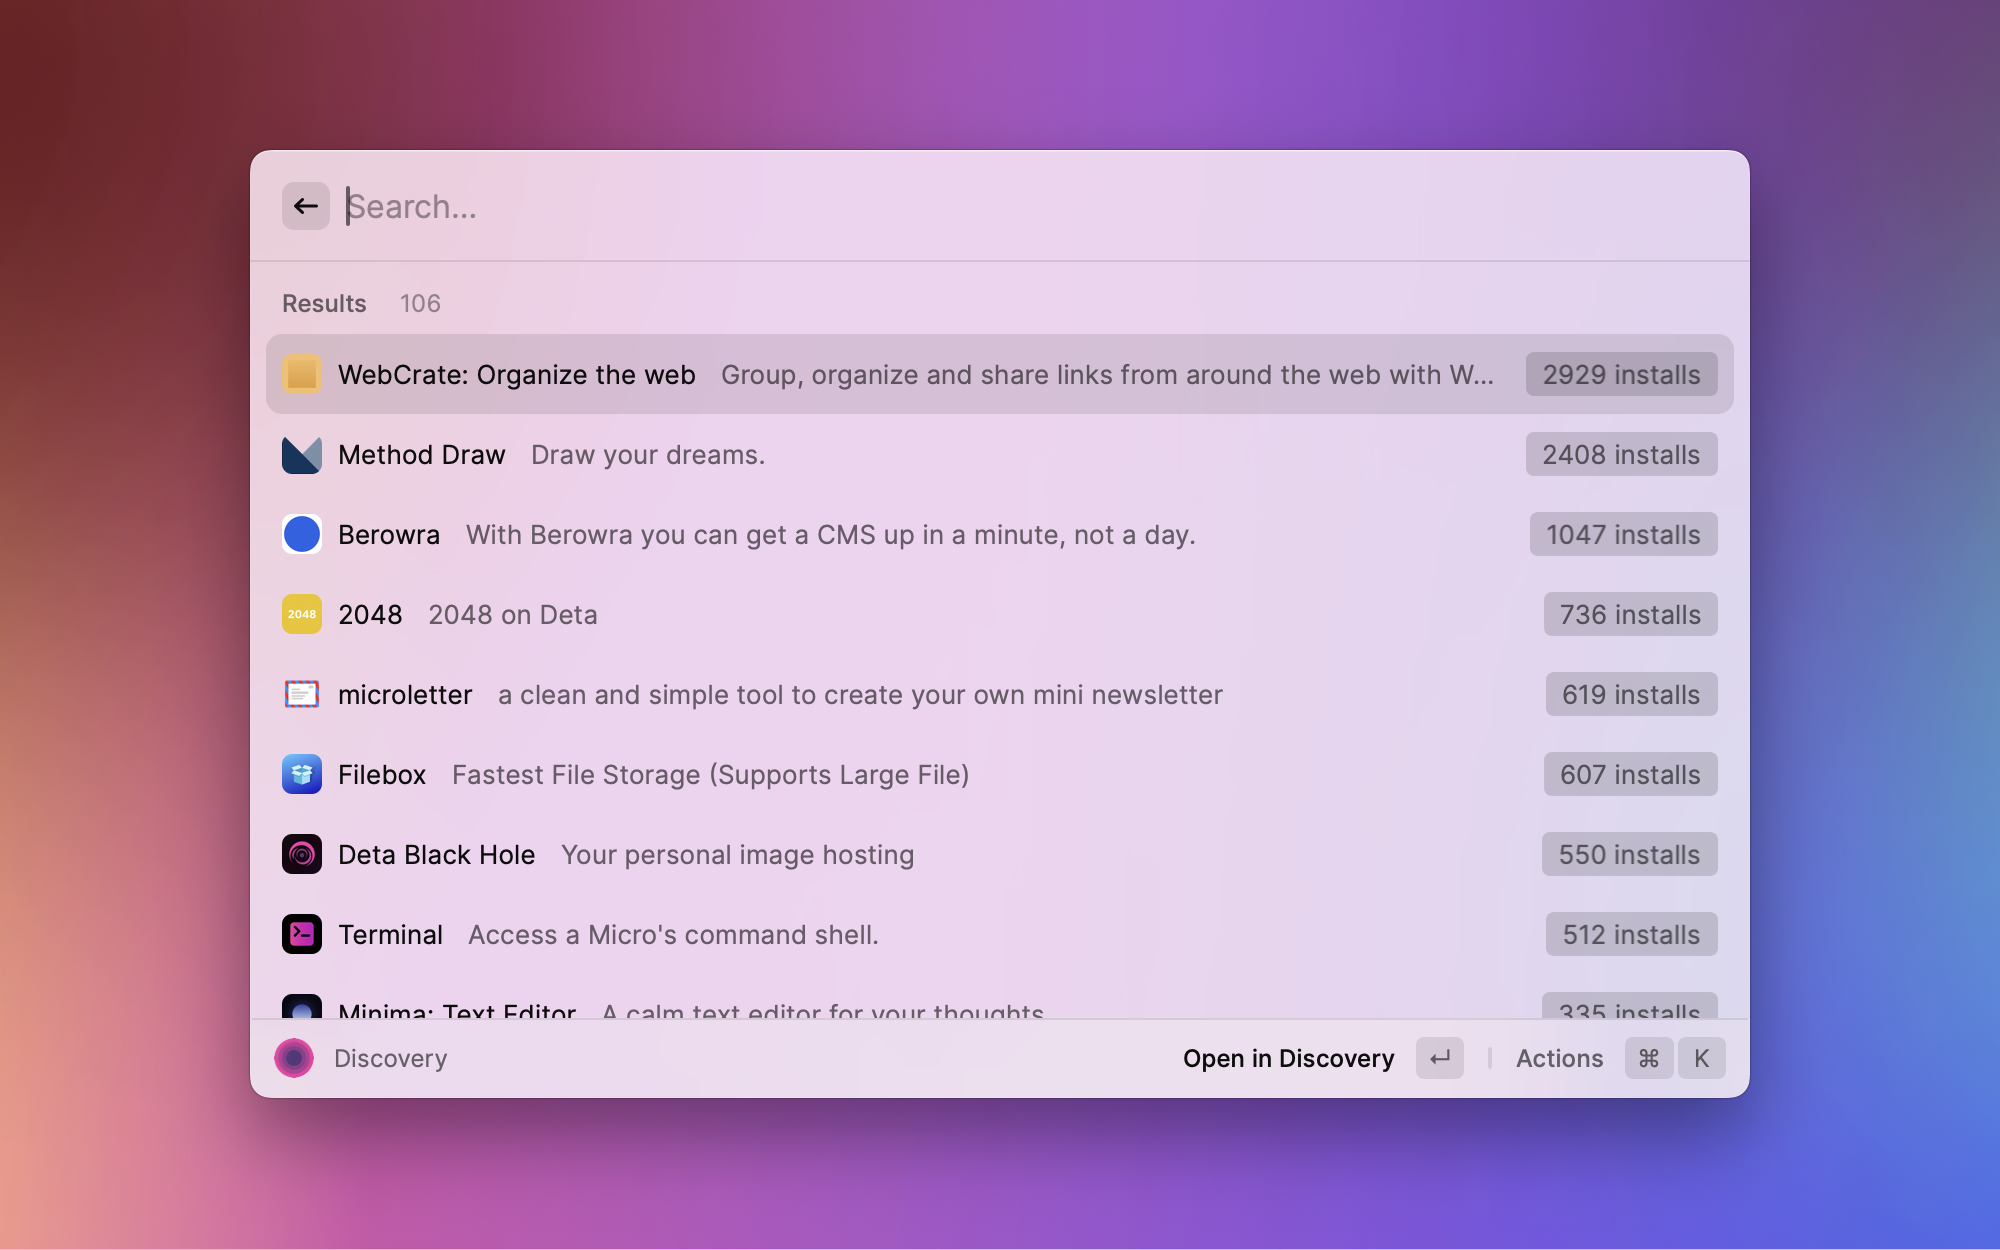 Search...
Results 106
WebCrate: Organize the web Group, organize and share links from around the web with W... 2929 installs
Method Draw Draw your dreams. 2408 installs
Berowra With Berowra you can get a CMS up in a minute, not a day. 1047 installs
2048 2048 2048 on Deta 736 installs
microletter a clean and simple tool to create your own mini newsletter 619 installs
Filebox Fastest File Storage (Supports Large File) 607 installs
Deta Black Hole Your personal image hosting 550 installs
Terminal Access a Micro's command shell. 512 installs
Minima: Text Editor A calm text editor for your thoughts 335 installs
Discovery Open in Discovery ↵ Actions ⌘ K